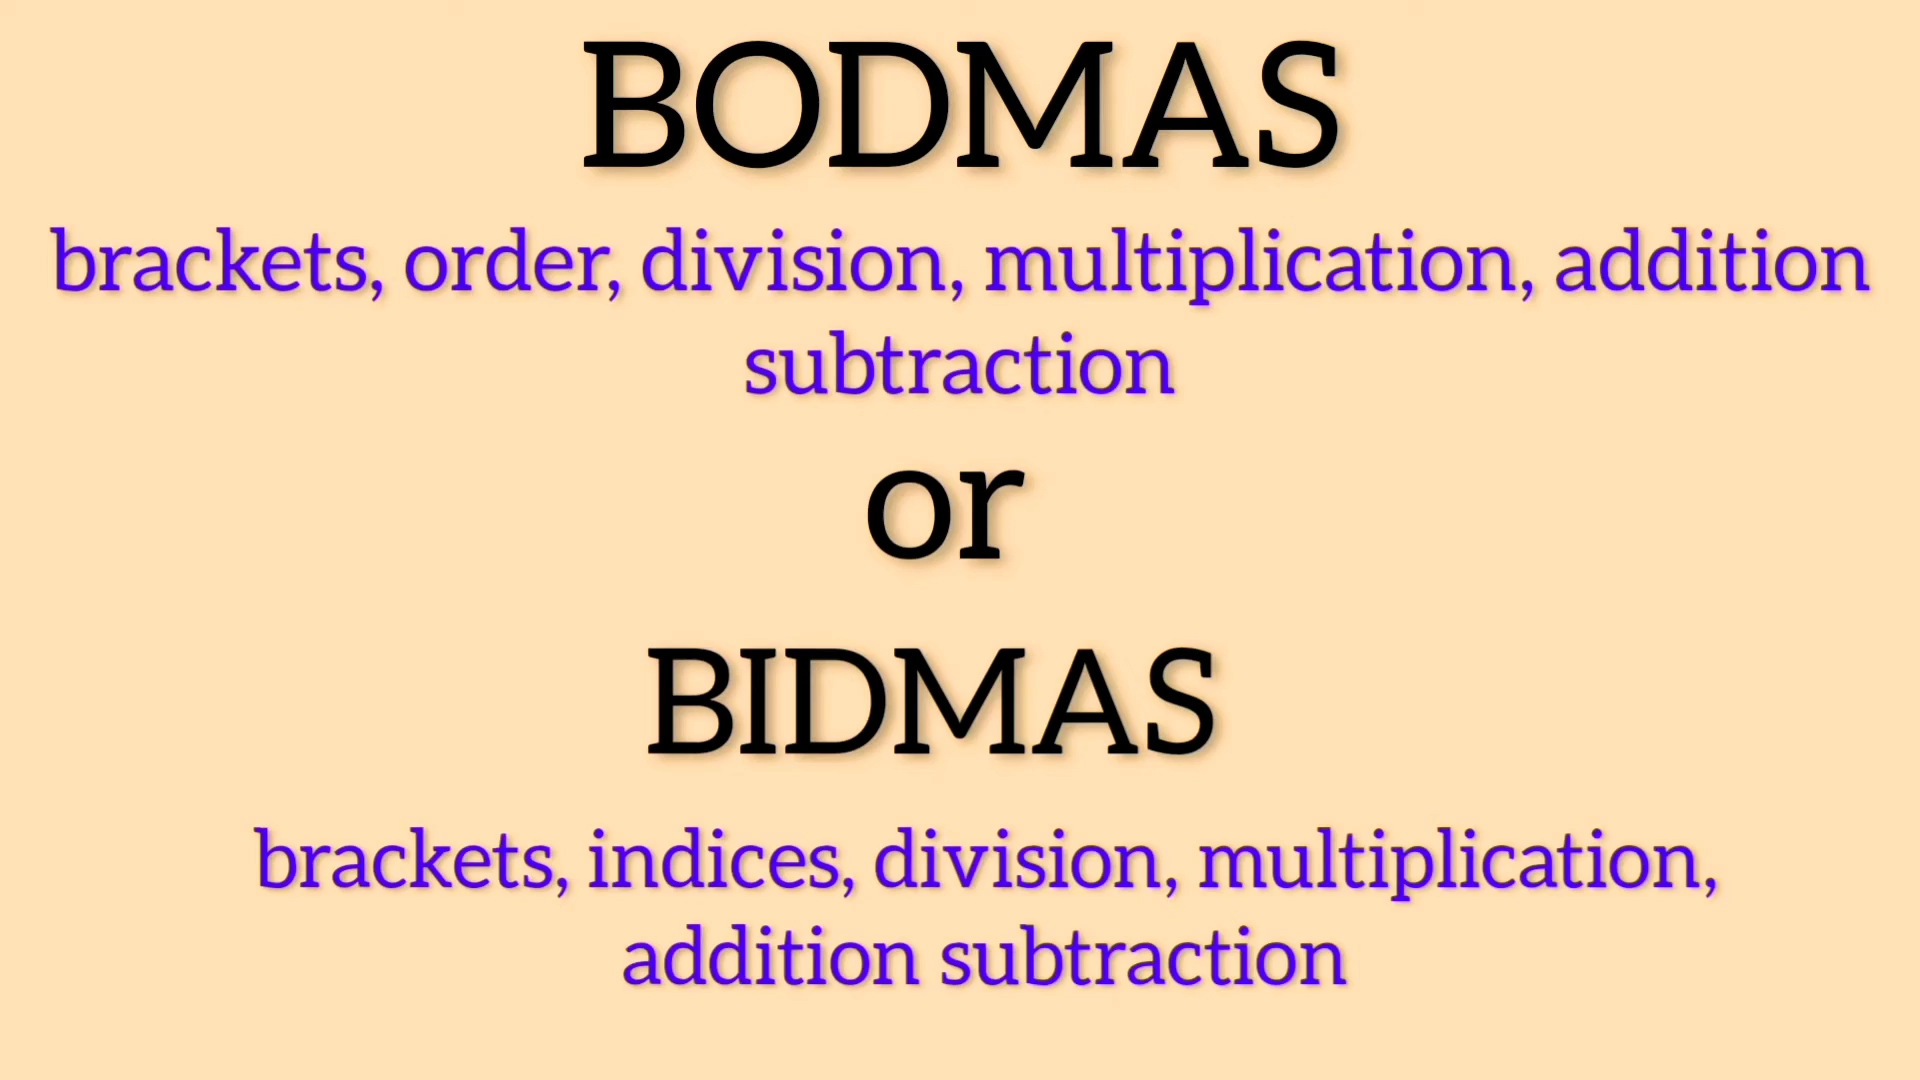 BODMAS
brackets, order, division, multiplication, addition
subtraction
or
BIDMAS
brackets, indices, division, multiplication,
addition subtraction